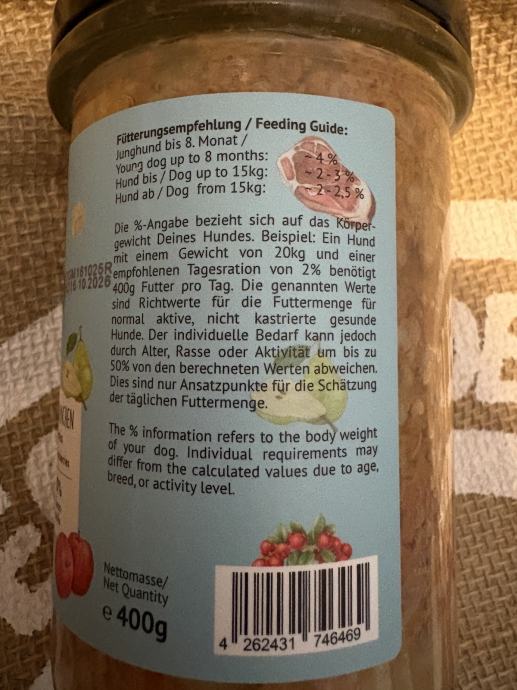 Fütterungsempfehlung / Feeding Guide:
Junghund bis 8. Monat /
Young dog up to 8 months: ~ 4 %
Hund bis / Dog up to 15kg: ~ 2 - 3 %
Hund ab / Dog from 15kg: ~ 2 - 2,5 %
Die %-Angabe bezieht sich auf das Körper-
gewicht Deines Hundes. Beispiel: Ein Hund
mit einem Gewicht von 20kg und einer
empfohlenen Tagesration von 2% benötigt
400g Futter pro Tag. Die genannten Werte
sind Richtwerte für die Futtermenge für
normal aktive, nicht kastrierte gesunde
Hunde. Der individuelle Bedarf kann jedoch
durch Alter, Rasse oder Aktivität um bis zu
50% von den berechneten Werten abweichen.
Dies sind nur Ansatzpunkte für die Schätzung
der täglichen Futtermenge.
The % information refers to the body weight
of your dog. Individual requirements may
differ from the calculated values due to age,
breed, or activity level.
Nettomasse/
Net Quantity
e 400g
4 262431 746469
161025R
16 10 2026